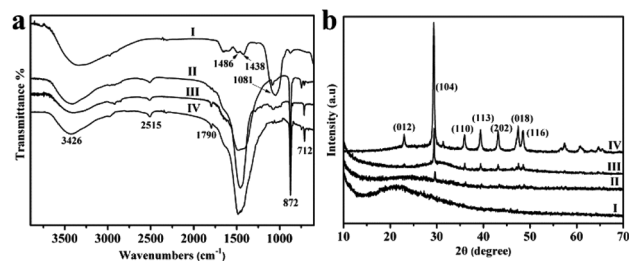 a
Transmittance %
I
1486
1438
1081
II
III
IV
3426
2515
1790
712
872
3500 3000 2500 2000 1500 1000
Wavenumbers (cm⁻¹)
b
Intensity (a.u)
(104)
(012)
(110)
(113)
(202)
(018)
(116)
IV
III
II
I
10 20 30 40 50 60 70
2θ (degree)